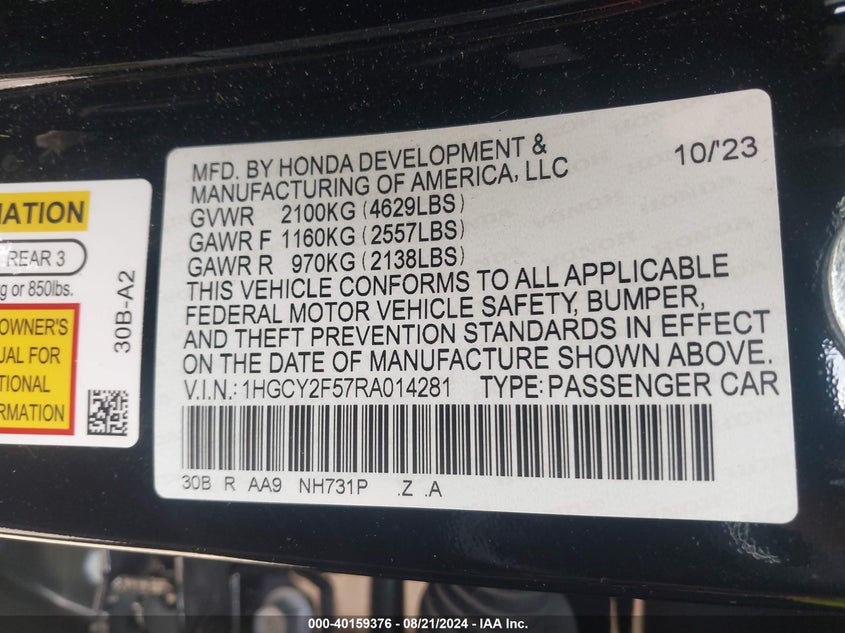 MFD. BY HONDA DEVELOPMENT &
MANUFACTURING OF AMERICA, LLC
10/'23
GVWR 2100KG (4629LBS)
GAWR F 1160KG (2557LBS)
GAWR R 970KG (2138LBS)
THIS VEHICLE CONFORMS TO ALL APPLICABLE
FEDERAL MOTOR VEHICLE SAFETY, BUMPER,
AND THEFT PREVENTION STANDARDS IN EFFECT
ON THE DATE OF MANUFACTURE SHOWN ABOVE.
V.I.N.: 1HGCY2F57RA014281 TYPE: PASSENGER CAR
30B R AA9 NH731P .Z .A
MATION
REAR 3
g or 850lbs.
OWNER'S
UAL FOR
TIONAL
RMATION
30B-A2
000-40159376 - 08/21/2024 - IAA Inc.